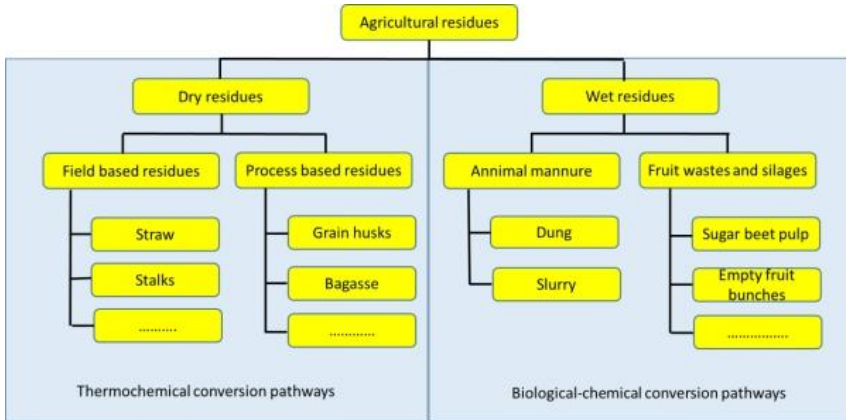 Agricultural residues
Dry residues
Wet residues
Field based residues
Process based residues
Annimal mannure
Fruit wastes and silages
Straw
Grain husks
Dung
Sugar beet pulp
Stalks
Bagasse
Slurry
Empty fruit
bunches
……….
…………
…………….
Thermochemical conversion pathways
Biological-chemical conversion pathways